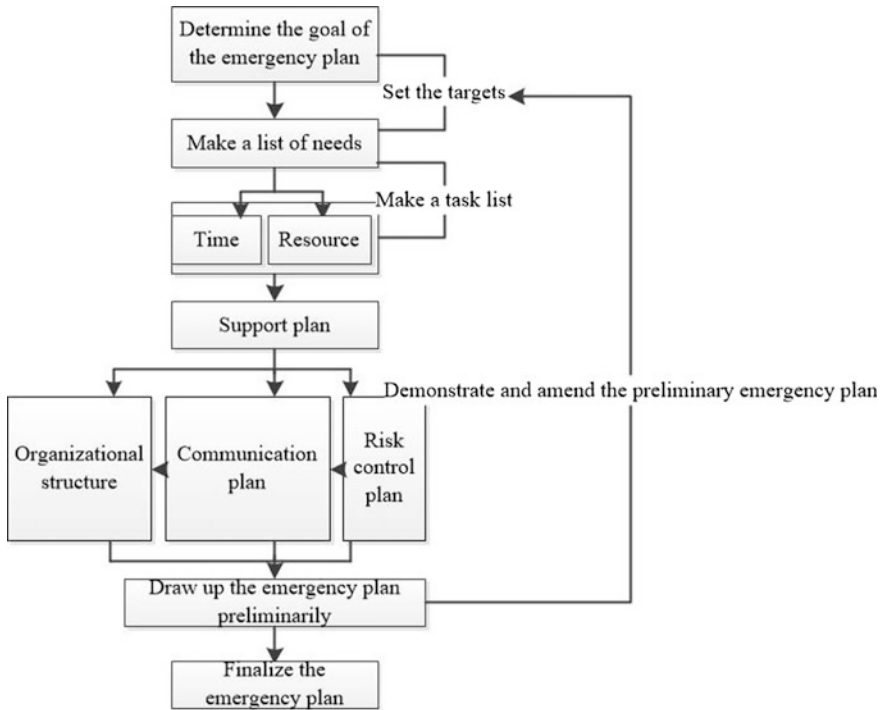 Determine the goal of
the emergency plan
Set the targets
Make a list of needs
Make a task list
Time
Resource
Support plan
Demonstrate and amend the preliminary emergency plan
Organizational
structure
Communication
plan
Risk
control
plan
Draw up the emergency plan
preliminarily
Finalize the
emergency plan